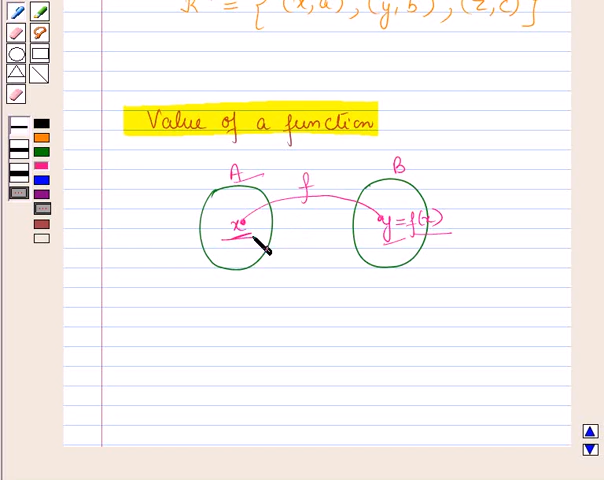 = { (x,a), (y,b), (z,c) }
Value of a function
A f B
x y = f(x)